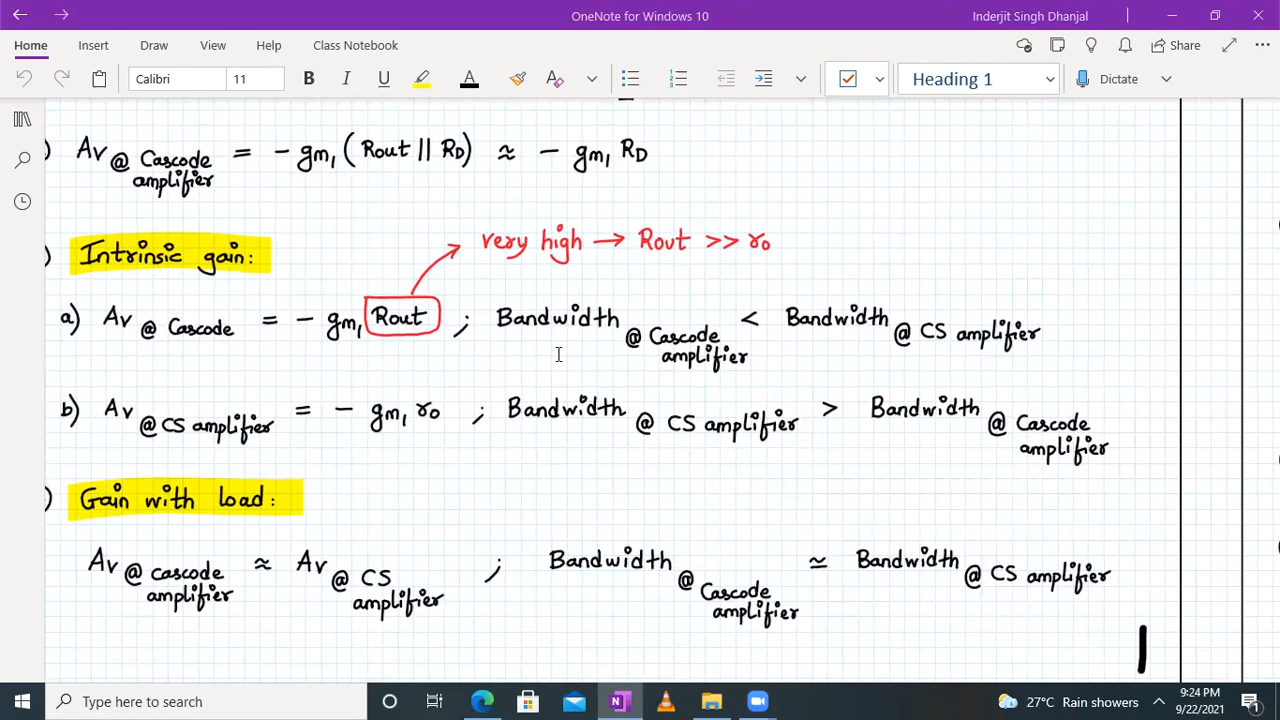 OneNote for Windows 10
Inderjit Singh Dhanjal
Home Insert Draw View Help Class Notebook Share
Calibri 11 B I U A Heading 1 Dictate
) Av @ Cascode amplifier = - gm1 (Rout || RD) ≈ - gm1 RD
) Intrinsic gain: very high → Rout >> ro
a) Av @ Cascode = - gm1 Rout ; Bandwidth @ Cascode amplifier < Bandwidth @ CS amplifier
b) Av @ CS amplifier = - gm1 ro ; Bandwidth @ CS amplifier > Bandwidth @ Cascode amplifier
) Gain with load:
Av @ Cascode amplifier ≈ Av @ CS amplifier ; Bandwidth @ Cascode amplifier ≃ Bandwidth @ CS amplifier
Type here to search
27°C Rain showers
9:24 PM
9/22/2021
1